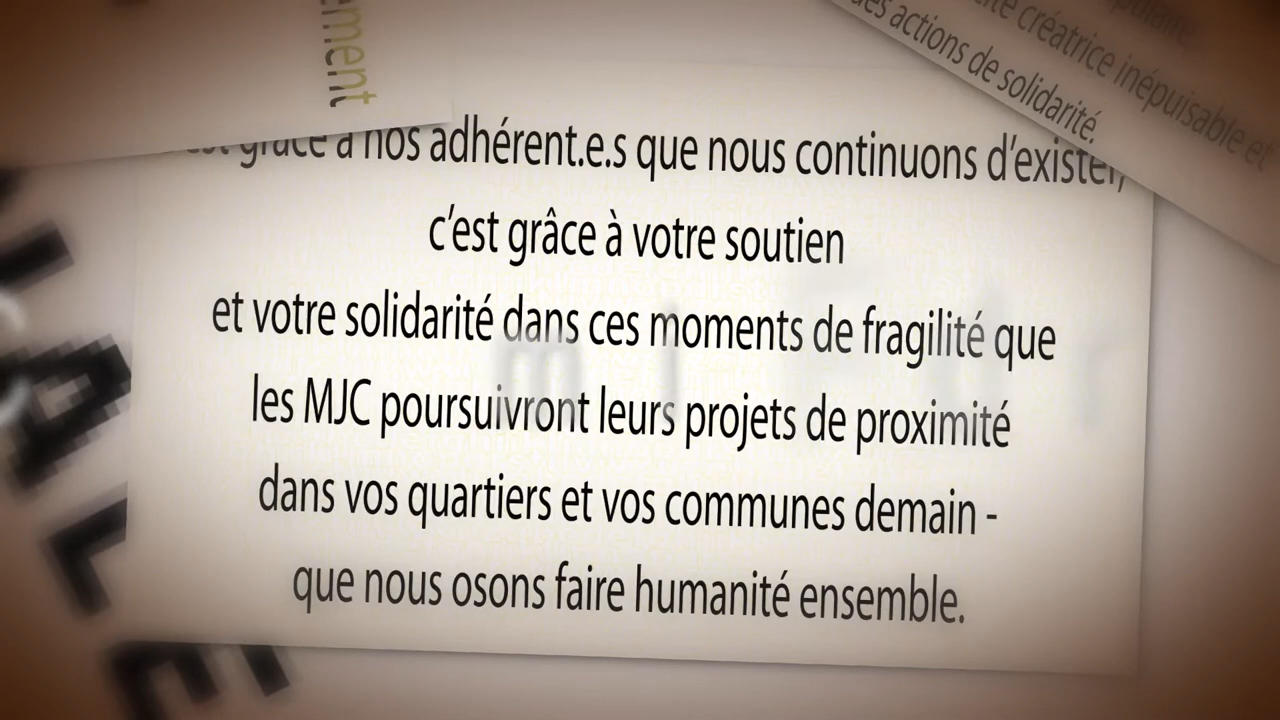 ement
des actions de solidarité.
créatrice inépuisable et
grâce à nos adhérent.e.s que nous continuons d'exister,
c'est grâce à votre soutien
et votre solidarité dans ces moments de fragilité que
les MJC poursuivront leurs projets de proximité
dans vos quartiers et vos communes demain -
que nous osons faire humanité ensemble.
ALE